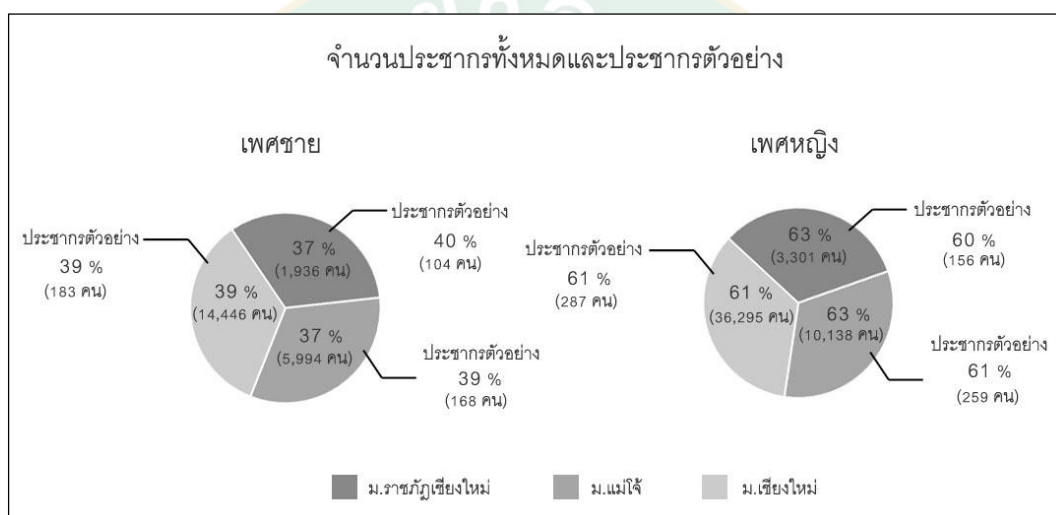 จำนวนประชากรทั้งหมดและประชากรตัวอย่าง
เพศชาย
ประชากรตัวอย่าง
40 %
(104 คน)
ประชากรตัวอย่าง
39 %
(183 คน)
37 %
(1,936 คน)
39 %
(14,446 คน)
37 %
(5,994 คน)
ประชากรตัวอย่าง
39 %
(168 คน)
เพศหญิง
ประชากรตัวอย่าง
60 %
(156 คน)
ประชากรตัวอย่าง
61 %
(287 คน)
63 %
(3,301 คน)
61 %
(36,295 คน)
63 %
(10,138 คน)
ประชากรตัวอย่าง
61 %
(259 คน)
ม.ราชภัฏเชียงใหม่
ม.แม่โจ้
ม.เชียงใหม่